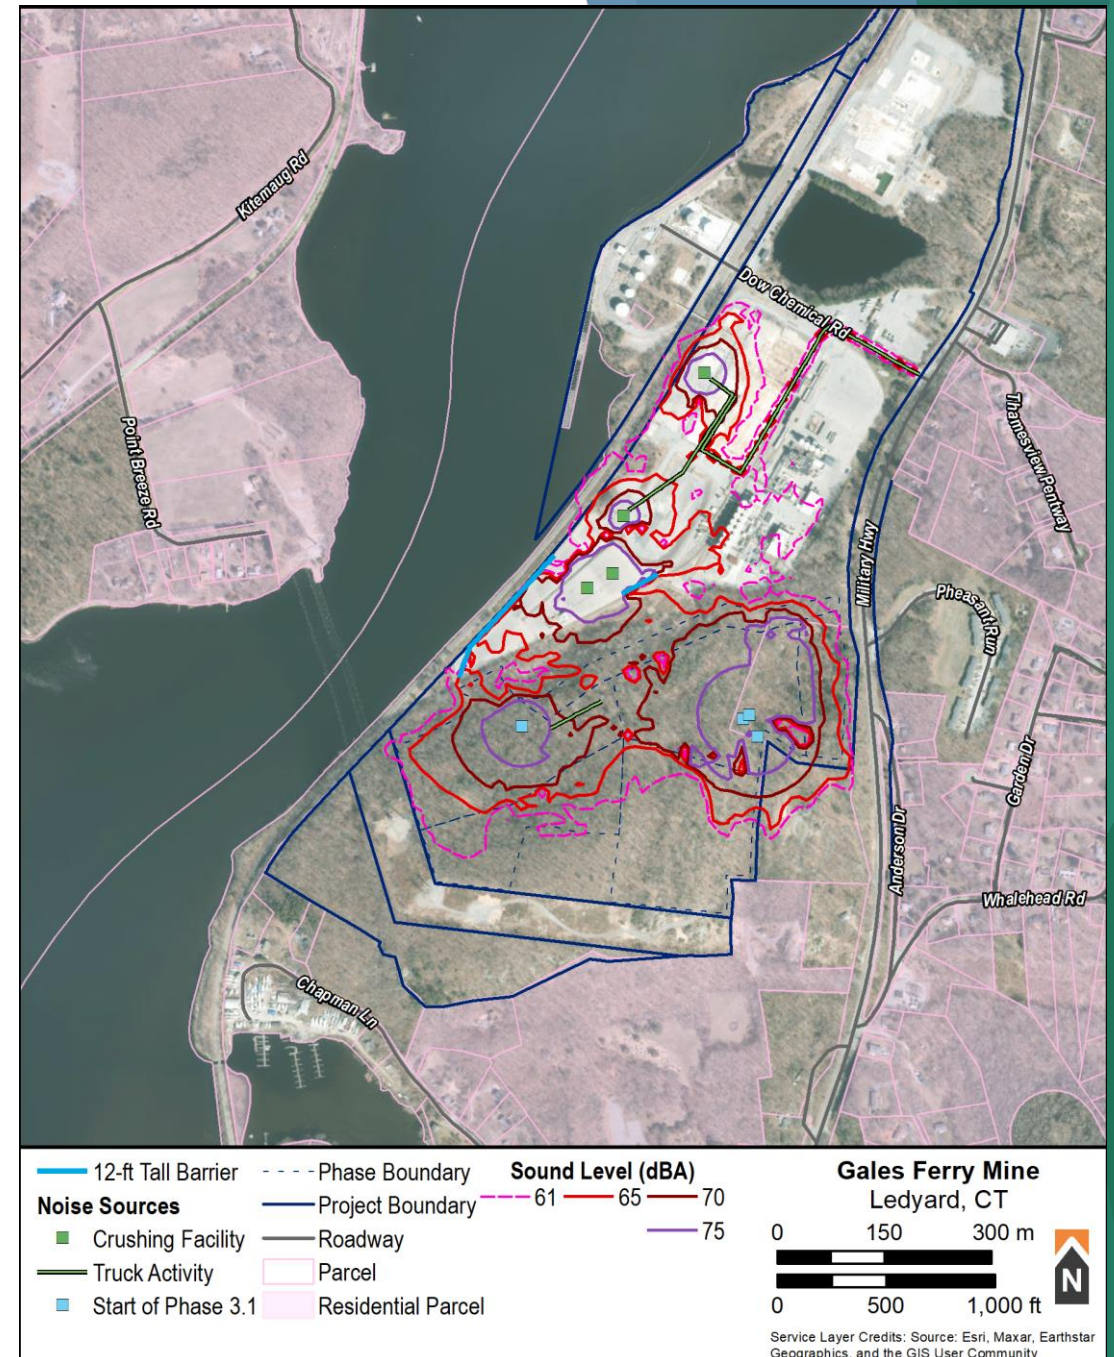 Kitemaug Rd
Dow Chemical Rd
Point Breeze Rd
Thamesview Pentway
Military Hwy
Pheasant Run
Garden Dr
Anderson Dr
Whalehead Rd
Chapman Ln
12-ft Tall Barrier
Noise Sources
Crushing Facility
Truck Activity
Start of Phase 3.1
Phase Boundary
Project Boundary
Roadway
Parcel
Residential Parcel
Sound Level (dBA)
61 65 70
75
Gales Ferry Mine
Ledyard, CT
0 150 300 m
0 500 1,000 ft
N
Service Layer Credits: Source: Esri, Maxar, Earthstar
Geographics, and the GIS User Community